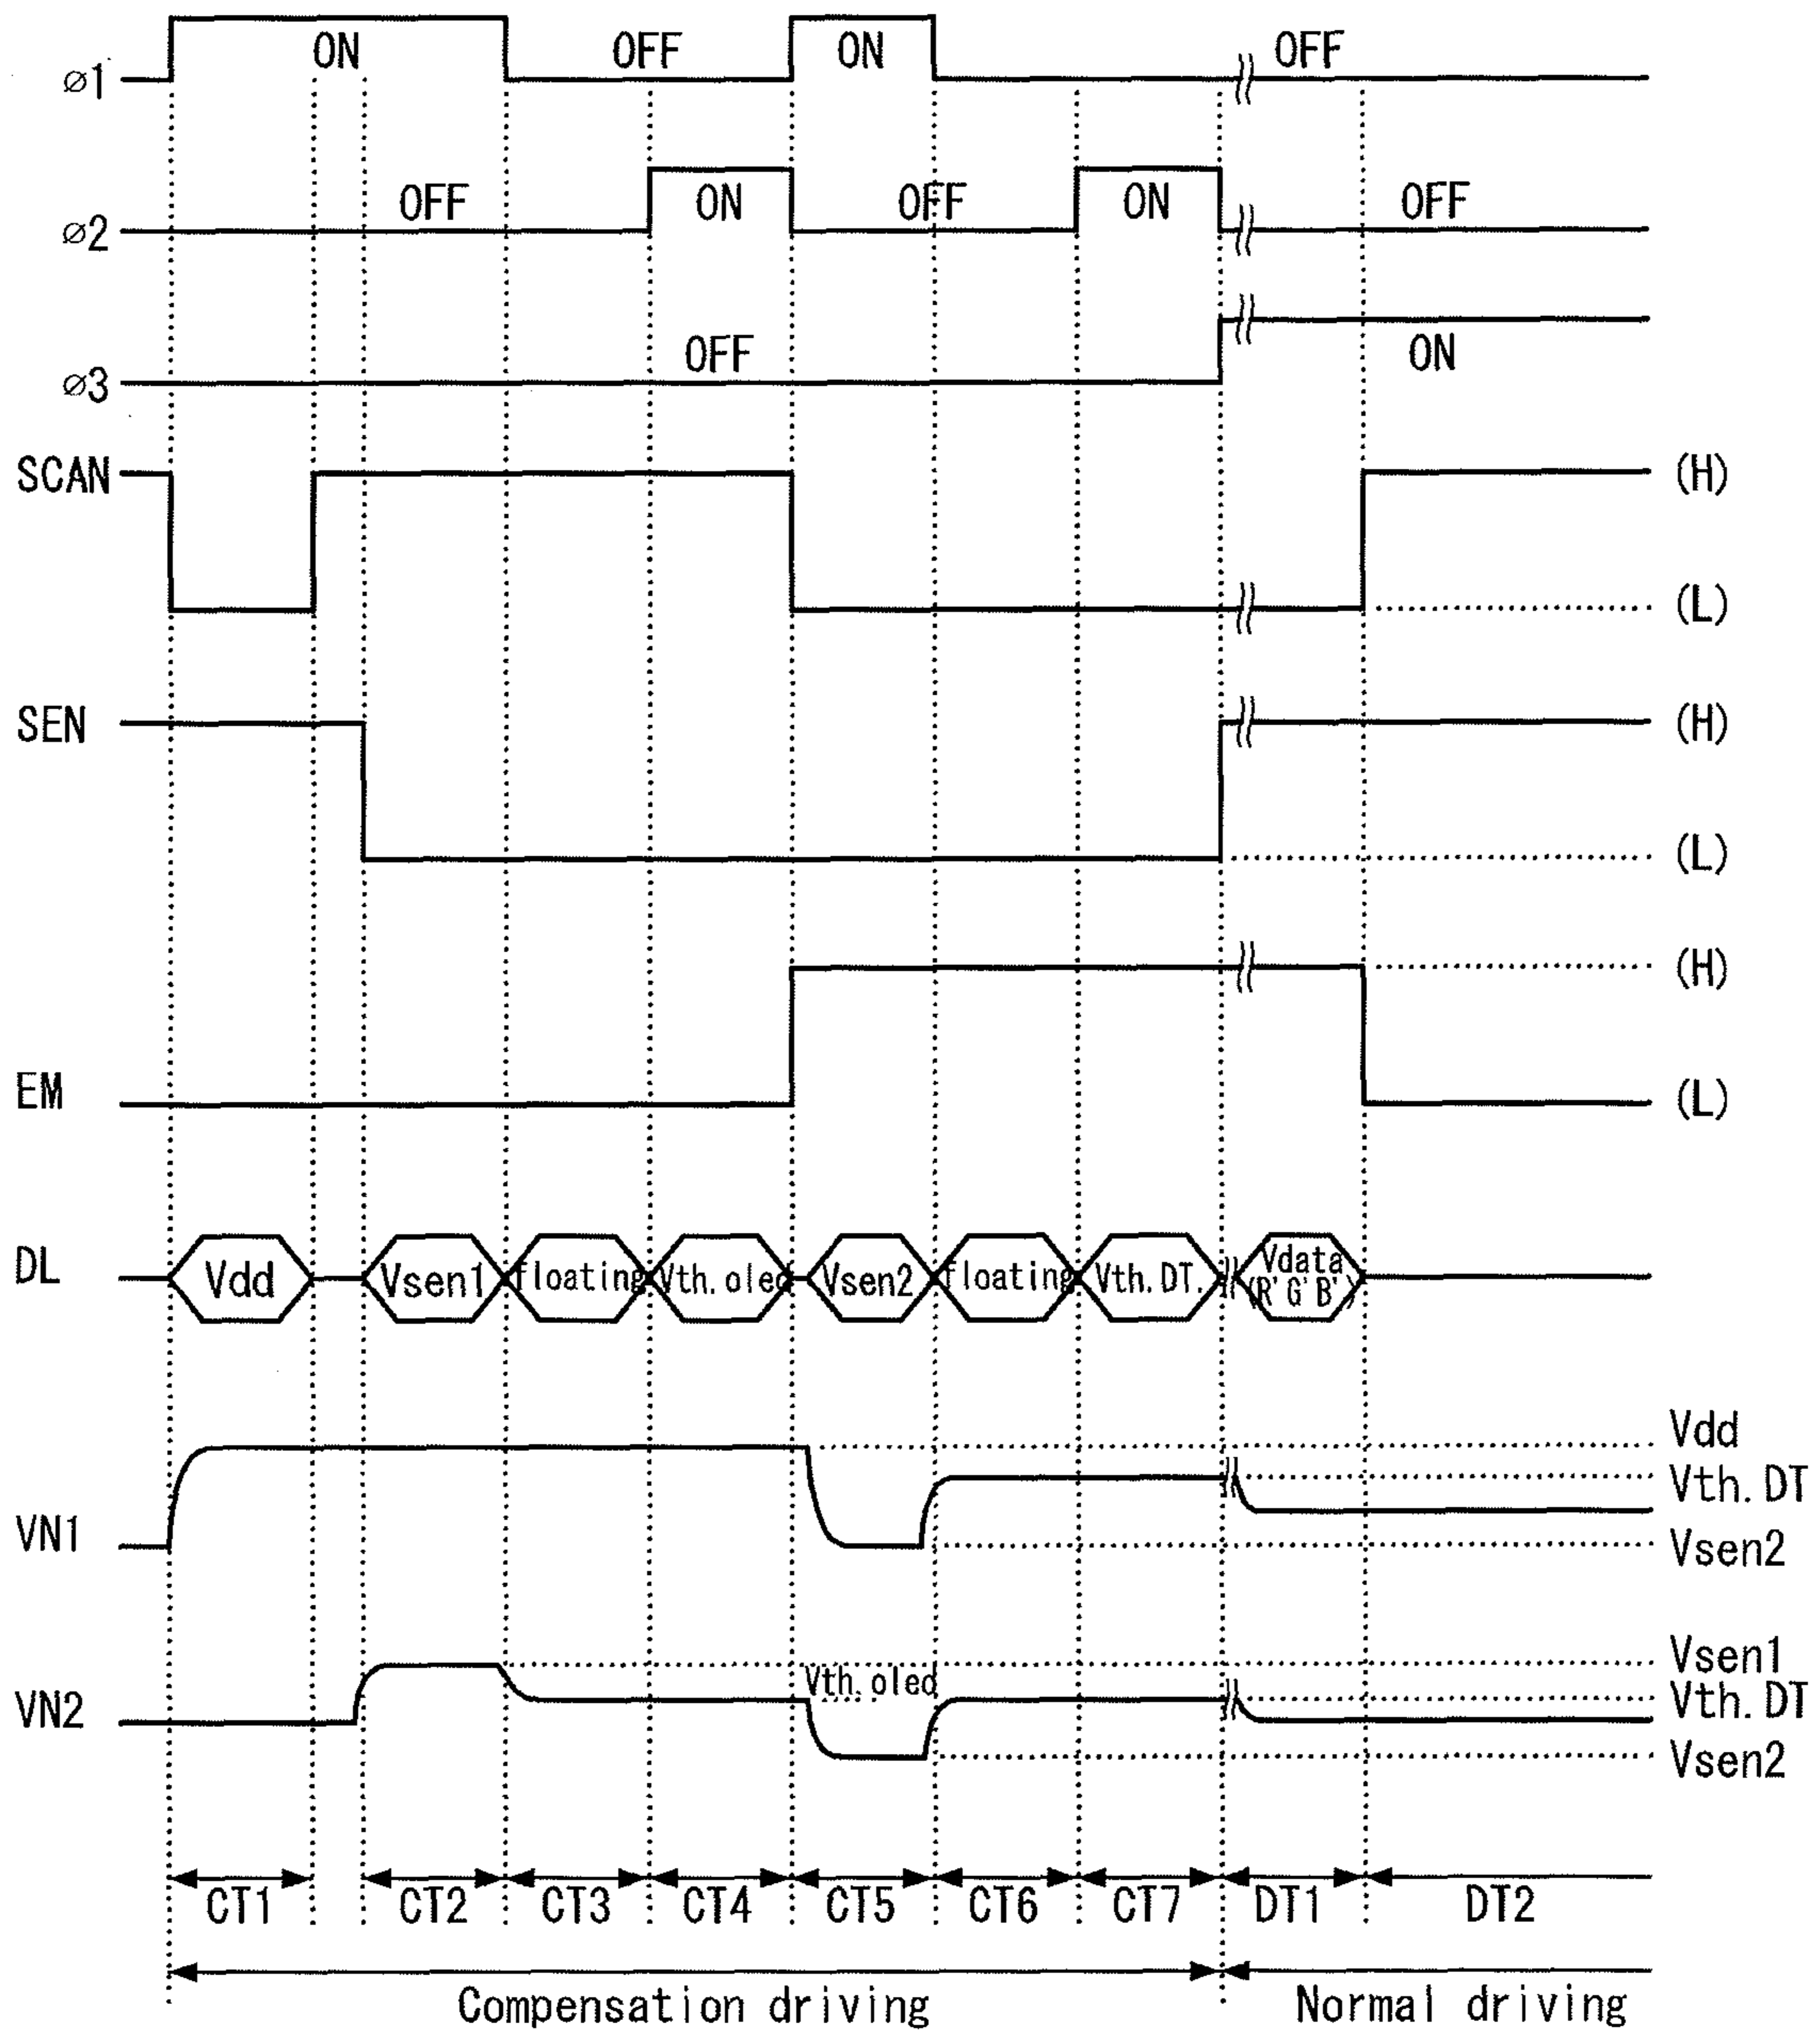 ON OFF ON OFF
ø1
OFF ON OFF ON OFF
ø2
OFF ON
ø3
SCAN (H)
(L)
SEN (H)
(L)
(H)
EM (L)
DL Vdd Vsen1 floating Vth.oled Vsen2 floating Vth.DT. Vdata
(R' G' B')
Vdd
Vth.DT
VN1 Vsen2
Vsen1
Vth.oled
VN2 Vth.DT
Vsen2
CT1 CT2 CT3 CT4 CT5 CT6 CT7 DT1 DT2
Compensation driving Normal driving